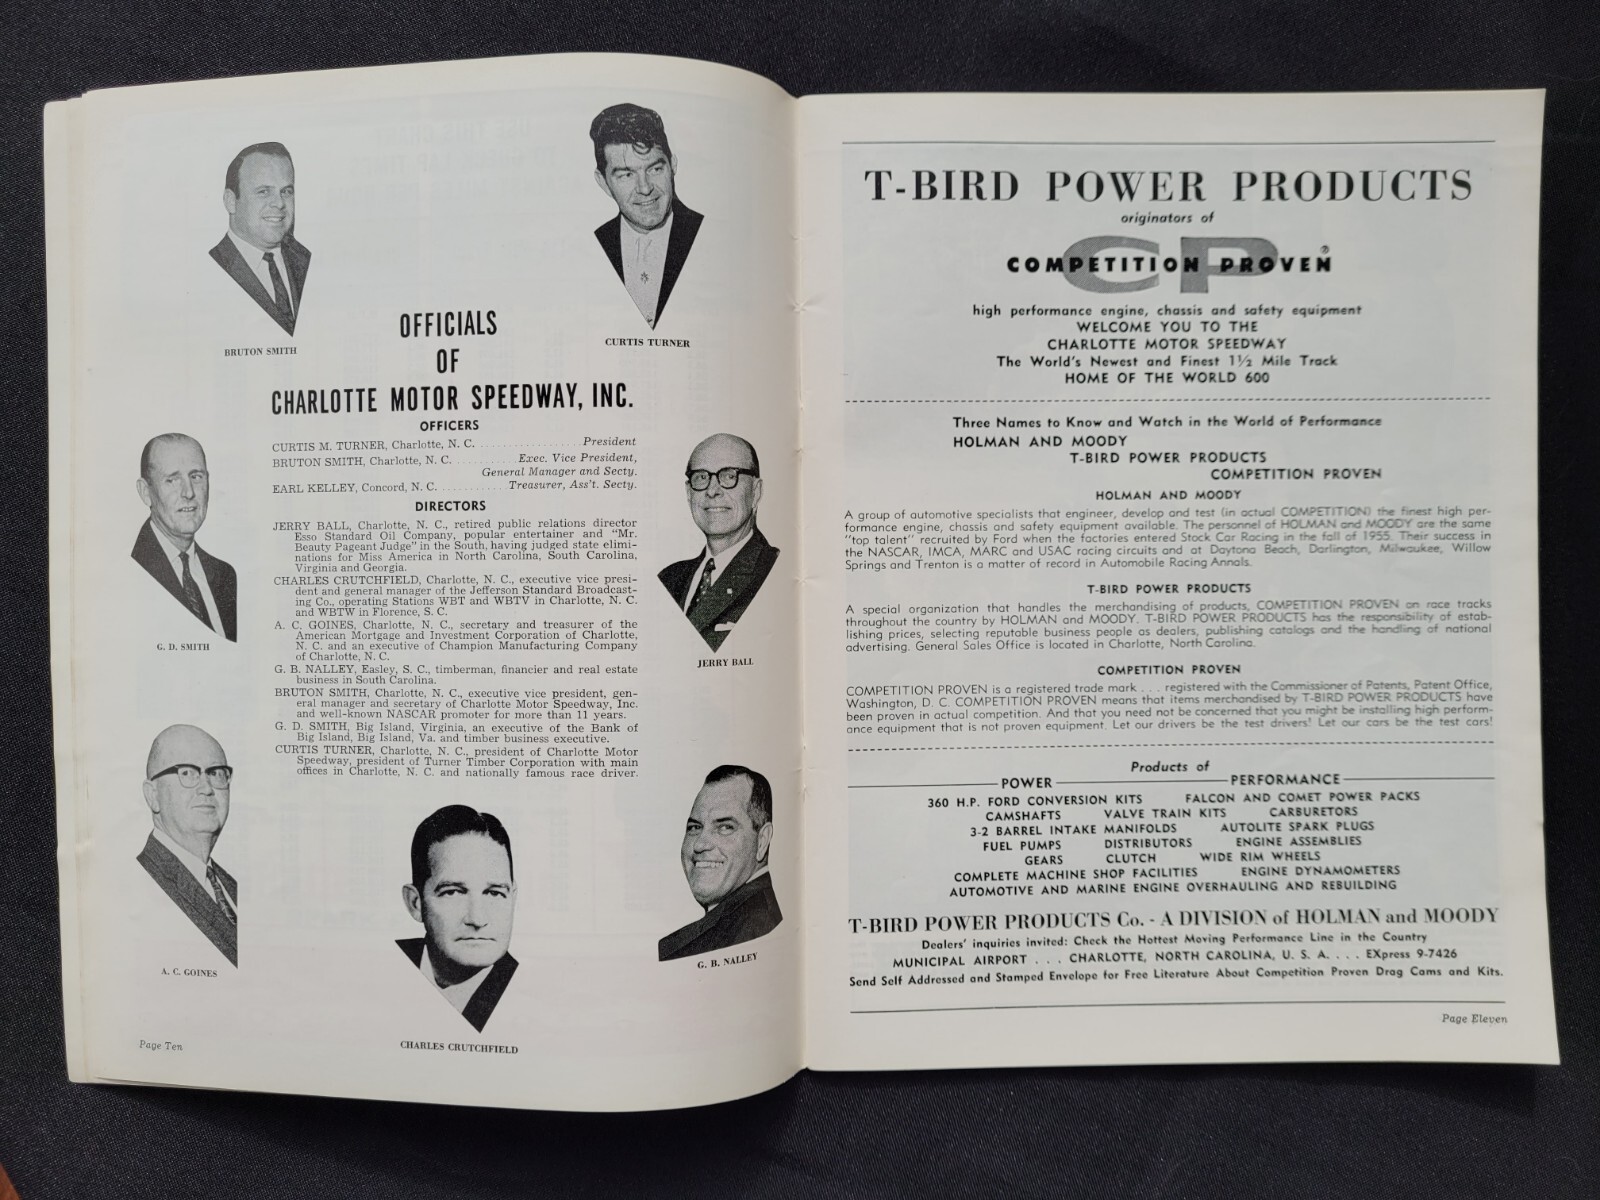 BRUTON SMITH
CURTIS TURNER
OFFICIALS
OF
CHARLOTTE MOTOR SPEEDWAY, INC.
OFFICERS
CURTIS M. TURNER, Charlotte, N. C. . . . . . . . . . . . . . . . . . . President
BRUTON SMITH, Charlotte, N. C. . . . . . . . . . . Exec. Vice President,
General Manager and Secty.
EARL KELLEY, Concord, N. C. . . . . . . . . . . . . Treasurer, Ass't. Secty.
DIRECTORS
JERRY BALL, Charlotte, N. C., retired public relations director
Esso Standard Oil Company, popular entertainer and "Mr.
Beauty Pageant Judge" in the South, having judged state elimi-
nations for Miss America in North Carolina, South Carolina,
Virginia and Georgia.
CHARLES CRUTCHFIELD, Charlotte, N. C., executive vice presi-
dent and general manager of the Jefferson Standard Broadcast-
ing Co., operating Stations WBT and WBTV in Charlotte, N. C.
and WBTW in Florence, S. C.
A. C. GOINES, Charlotte, N. C., secretary and treasurer of the
American Mortgage and Investment Corporation of Charlotte,
N. C. and an executive of Champion Manufacturing Company
of Charlotte, N. C.
G. B. NALLEY, Easley, S. C., timberman, financier and real estate
business in South Carolina.
BRUTON SMITH, Charlotte, N. C., executive vice president, gen-
eral manager and secretary of Charlotte Motor Speedway, Inc.
and well-known NASCAR promoter for more than 11 years.
G. D. SMITH, Big Island, Virginia, an executive of the Bank of
Big Island, Big Island, Va. and timber business executive.
CURTIS TURNER, Charlotte, N. C., president of Charlotte Motor
Speedway, president of Turner Timber Corporation with main
offices in Charlotte, N. C. and nationally famous race driver.
G. D. SMITH
JERRY BALL
A. C. GOINES
G. B. NALLEY
CHARLES CRUTCHFIELD
Page Ten
T-BIRD POWER PRODUCTS
originators of
CP
COMPETITION PROVEN®
high performance engine, chassis and safety equipment
WELCOME YOU TO THE
CHARLOTTE MOTOR SPEEDWAY
The World's Newest and Finest 1½ Mile Track
HOME OF THE WORLD 600
Three Names to Know and Watch in the World of Performance
HOLMAN AND MOODY
T-BIRD POWER PRODUCTS
COMPETITION PROVEN
HOLMAN AND MOODY
A group of automotive specialists that engineer, develop and test (in actual COMPETITION) the finest high per-
formance engine, chassis and safety equipment available. The personnel of HOLMAN and MOODY are the same
"top talent" recruited by Ford when the factories entered Stock Car Racing in the fall of 1955. Their success in
the NASCAR, IMCA, MARC and USAC racing circuits and at Daytona Beach, Darlington, Milwaukee, Willow
Springs and Trenton is a matter of record in Automobile Racing Annals.
T-BIRD POWER PRODUCTS
A special organization that handles the merchandising of products, COMPETITION PROVEN on race tracks
throughout the country by HOLMAN and MOODY. T-BIRD POWER PRODUCTS has the responsibility of estab-
lishing prices, selecting reputable business people as dealers, publishing catalogs and the handling of national
advertising. General Sales Office is located in Charlotte, North Carolina.
COMPETITION PROVEN
COMPETITION PROVEN is a registered trade mark . . . registered with the Commissioner of Patents, Patent Office,
Washington, D. C. COMPETITION PROVEN means that items merchandised by T-BIRD POWER PRODUCTS have
been proven in actual competition. And that you need not be concerned that you might be installing high perform-
ance equipment that is not proven equipment. Let our drivers be the test drivers! Let our cars be the test cars!
Products of
POWER PERFORMANCE
360 H.P. FORD CONVERSION KITS FALCON AND COMET POWER PACKS
CAMSHAFTS VALVE TRAIN KITS CARBURETORS
3-2 BARREL INTAKE MANIFOLDS AUTOLITE SPARK PLUGS
FUEL PUMPS DISTRIBUTORS ENGINE ASSEMBLIES
GEARS CLUTCH WIDE RIM WHEELS
COMPLETE MACHINE SHOP FACILITIES ENGINE DYNAMOMETERS
AUTOMOTIVE AND MARINE ENGINE OVERHAULING AND REBUILDING
T-BIRD POWER PRODUCTS Co. - A DIVISION of HOLMAN and MOODY
Dealers' inquiries invited: Check the Hottest Moving Performance Line in the Country
MUNICIPAL AIRPORT . . . CHARLOTTE, NORTH CAROLINA, U. S. A. . . . EXpress 9-7426
Send Self Addressed and Stamped Envelope for Free Literature About Competition Proven Drag Cams and Kits.
Page Eleven